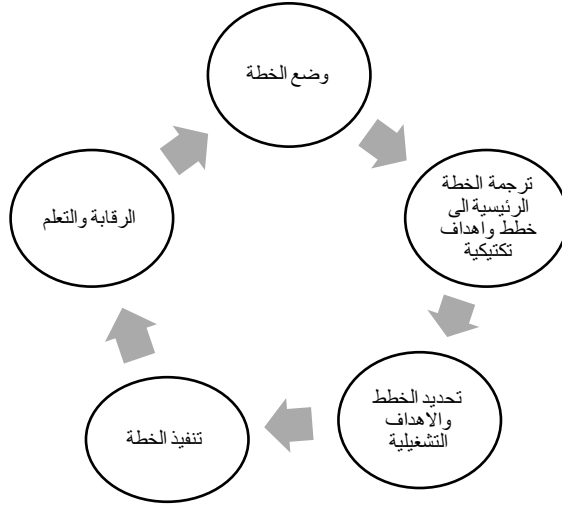 وضع الخطة
ترجمة الخطة
الرئيسية الى
خطط واهداف
تكتيكية
تحديد الخطط
والاهداف
التشغيلية
تنفيذ الخطة
الرقابة والتعلم